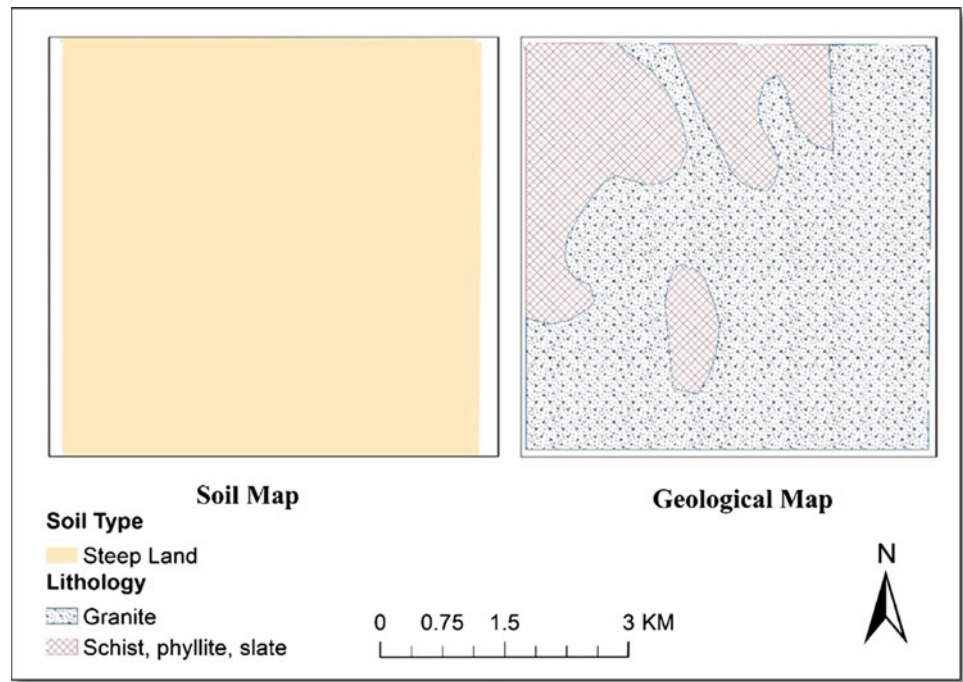 Soil Map
Geological Map
Soil Type
Steep Land
Lithology
Granite
Schist, phyllite, slate
0 0.75 1.5 3 KM
N